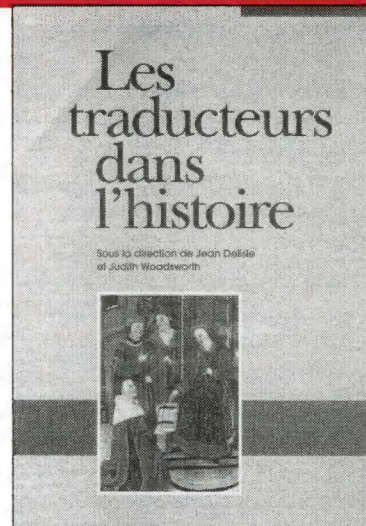 Les
traducteurs
dans
l'histoire
Sous la direction de Jean Delisle
et Judith Woodsworth